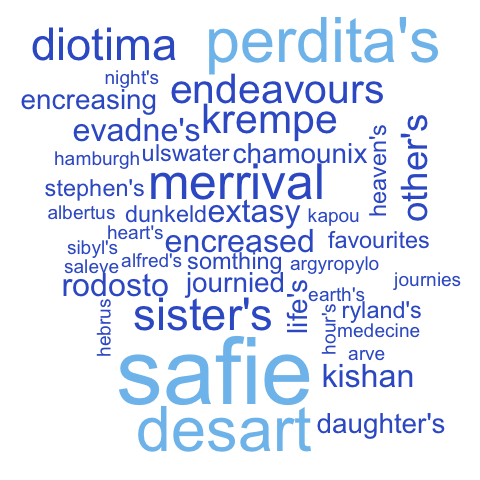 diotima perdita's
night's
encreasing endeavours
evadne's krempe
hamburgh ulswater chamounix heaven's other's
stephen's merrival
albertus dunkeld extasy kapou
heart's
sibyl's encreased favourites
saleve alfred's somthing argyropylo
rodosto journied journies
hebrus sister's life's earth's
hour's ryland's
medecine
safie arve
kishan
desart daughter's